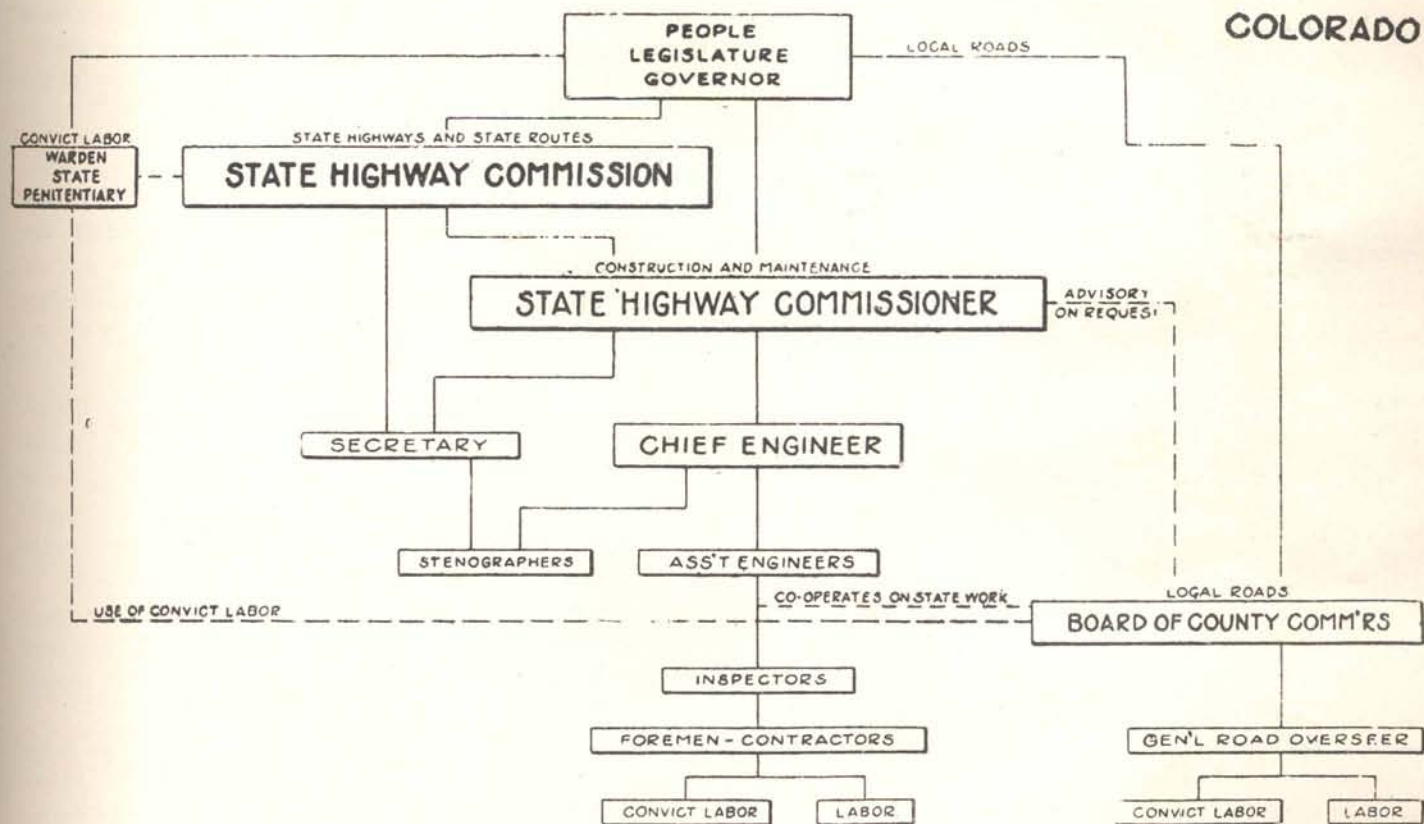 COLORADO
PEOPLE
LEGISLATURE
GOVERNOR
LOCAL ROADS
CONVICT LABOR
WARDEN
STATE
PENITENTIARY
STATE HIGHWAYS AND STATE ROUTES
STATE HIGHWAY COMMISSION
CONSTRUCTION AND MAINTENANCE
STATE HIGHWAY COMMISSIONER
ADVISORY
ON REQUEST
SECRETARY
CHIEF ENGINEER
STENOGRAPHERS
ASS'T ENGINEERS
USE OF CONVICT LABOR
CO-OPERATES ON STATE WORK
LOCAL ROADS
BOARD OF COUNTY COMM'RS
INSPECTORS
FOREMEN - CONTRACTORS
GEN'L ROAD OVERSEER
CONVICT LABOR
LABOR
CONVICT LABOR
LABOR